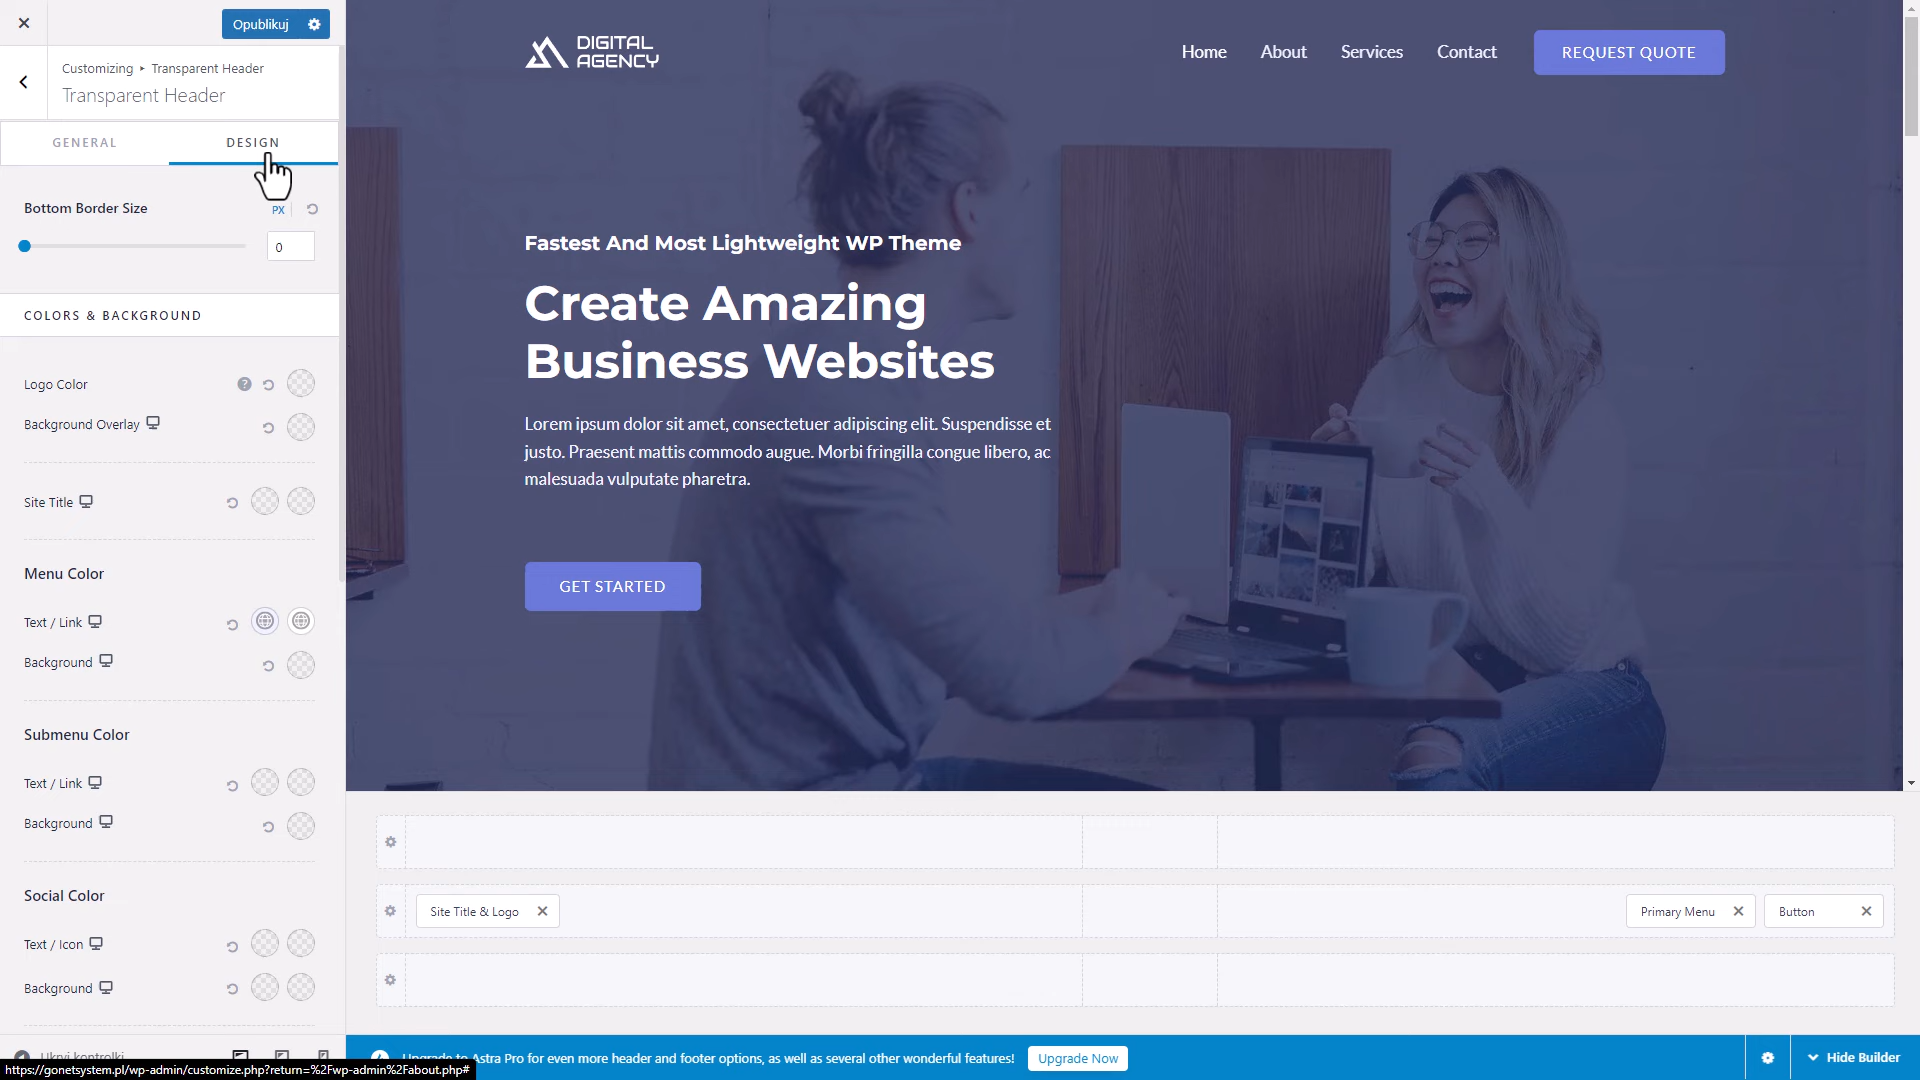 Opublikuj
Customizing ▸ Transparent Header
Transparent Header
GENERAL
DESIGN
Bottom Border Size
PX
0
COLORS & BACKGROUND
Logo Color
Background Overlay
Site Title
Menu Color
Text / Link
Background
Submenu Color
Text / Link
Background
Social Color
Text / Icon
Background
Ukryj kontrolki
https://gonetsystem.pl/wp-admin/customize.php?return=%2Fwp-admin%2Fabout.php#
DIGITAL
AGENCY
Home
About
Services
Contact
REQUEST QUOTE
Fastest And Most Lightweight WP Theme
Create Amazing
Business Websites
Lorem ipsum dolor sit amet, consectetuer adipiscing elit. Suspendisse et
justo. Praesent mattis commodo augue. Morbi fringilla congue libero, ac
malesuada vulputate pharetra.
GET STARTED
Site Title & Logo
Primary Menu
Button
Upgrade to Astra Pro for even more header and footer options, as well as several other wonderful features!
Upgrade Now
Hide Builder